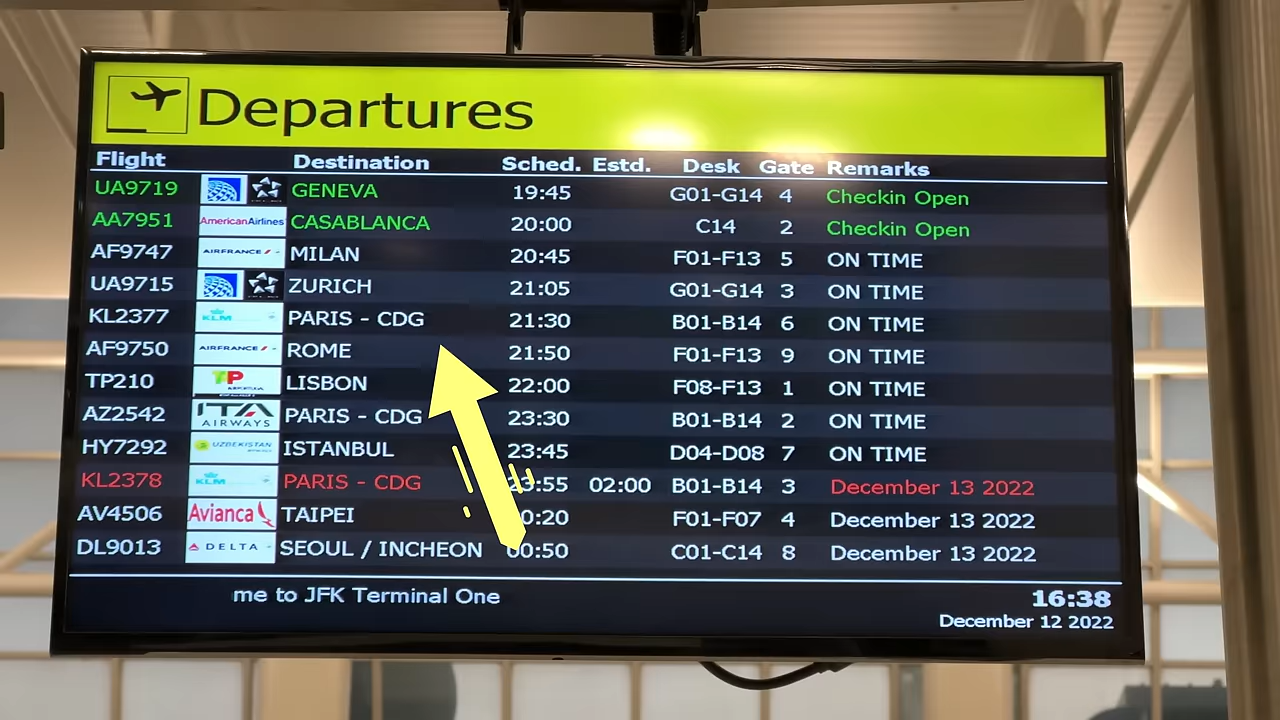 Departures
Flight Destination Sched. Estd. Desk Gate Remarks
UA9719 GENEVA 19:45 G01-G14 4 Checkin Open
AA7951 AmericanAirlines CASABLANCA 20:00 C14 2 Checkin Open
AF9747 AIRFRANCE MILAN 20:45 F01-F13 5 ON TIME
UA9715 ZURICH 21:05 G01-G14 3 ON TIME
KL2377 KLM PARIS - CDG 21:30 B01-B14 6 ON TIME
AF9750 AIRFRANCE ROME 21:50 F01-F13 9 ON TIME
TP210 TP LISBON 22:00 F08-F13 1 ON TIME
AZ2542 ITA AIRWAYS PARIS - CDG 23:30 B01-B14 2 ON TIME
HY7292 UZBEKISTAN ISTANBUL 23:45 D04-D08 7 ON TIME
KL2378 KLM PARIS - CDG 23:55 02:00 B01-B14 3 December 13 2022
AV4506 Avianca TAIPEI 0:20 F01-F07 4 December 13 2022
DL9013 DELTA SEOUL / INCHEON 00:50 C01-C14 8 December 13 2022
me to JFK Terminal One 16:38
December 12 2022